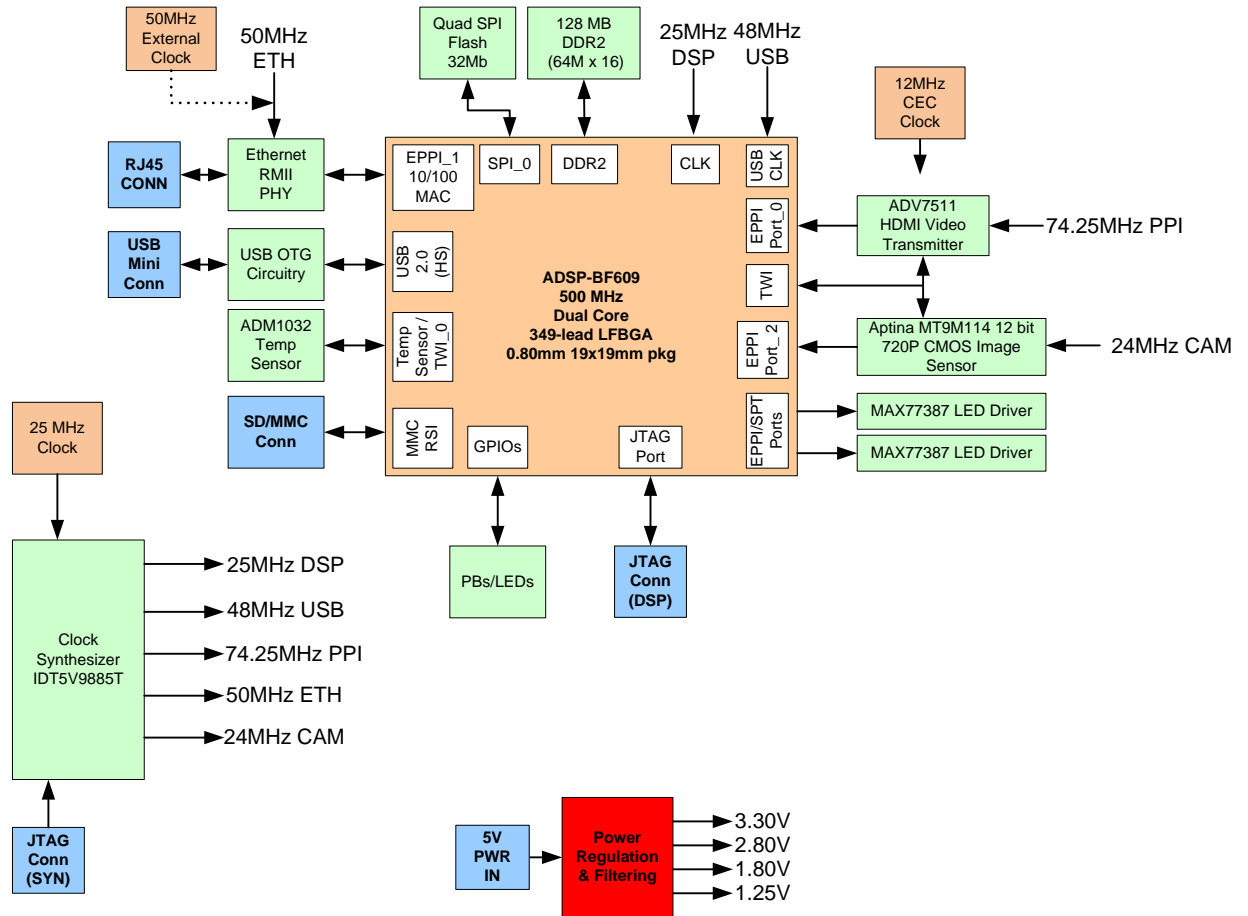 50MHz
External
Clock
50MHz
ETH
Quad SPI
Flash
32Mb
128 MB
DDR2
(64M x 16)
25MHz
DSP
48MHz
USB
12MHz
CEC
Clock
RJ45
CONN
Ethernet
RMII
PHY
EPPI_1
10/100
MAC
SPI_0
DDR2
CLK
USB
CLK
EPPI
Port_0
ADV7511
HDMI Video
Transmitter
74.25MHz PPI
USB
Mini
Conn
USB OTG
Circuitry
USB
2.0
(HS)
ADSP-BF609
500 MHz
Dual Core
349-lead LFBGA
0.80mm 19x19mm pkg
TWI
ADM1032
Temp
Sensor
Temp
Sensor /
TWI_0
EPPI
Port_ 2
Aptina MT9M114 12 bit
720P CMOS Image
Sensor
24MHz CAM
SD/MMC
Conn
MMC
RSI
GPIOs
JTAG
Port
EPPI/SPT
Ports
MAX77387 LED Driver
MAX77387 LED Driver
25 MHz
Clock
PBs/LEDs
JTAG
Conn
(DSP)
Clock
Synthesizer
IDT5V9885T
25MHz DSP
48MHz USB
74.25MHz PPI
50MHz ETH
24MHz CAM
JTAG
Conn
(SYN)
5V
PWR
IN
Power
Regulation
& Filtering
3.30V
2.80V
1.80V
1.25V